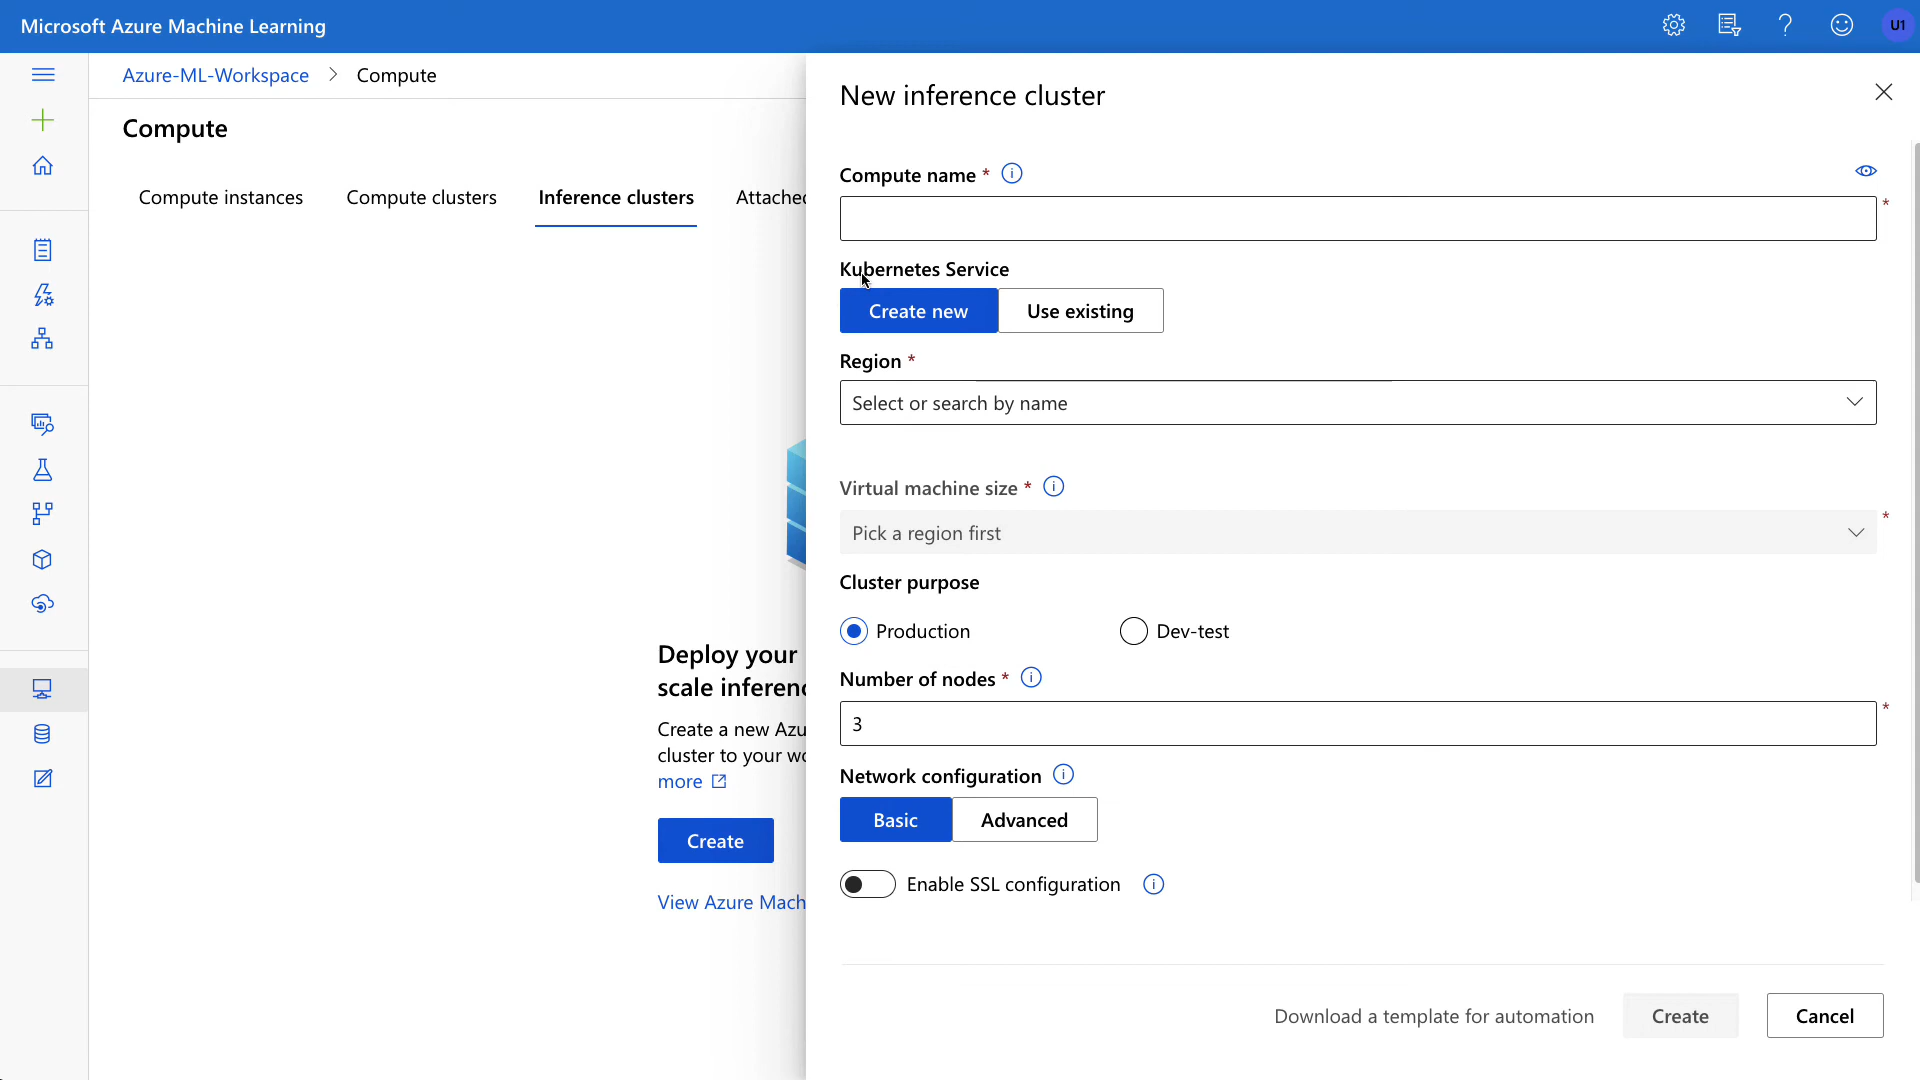 Microsoft Azure Machine Learning
U1
Azure-ML-Workspace > Compute
Compute
Compute instances
Compute clusters
Inference clusters
Attached
Deploy your
scale inferenc
Create a new Azu
cluster to your wo
more
Create
View Azure Mach
New inference cluster
Compute name *
*
Kubernetes Service
Create new
Use existing
Region *
Select or search by name
Virtual machine size *
Pick a region first
*
Cluster purpose
Production
Dev-test
Number of nodes *
3
*
Network configuration
Basic
Advanced
Enable SSL configuration
Download a template for automation
Create
Cancel